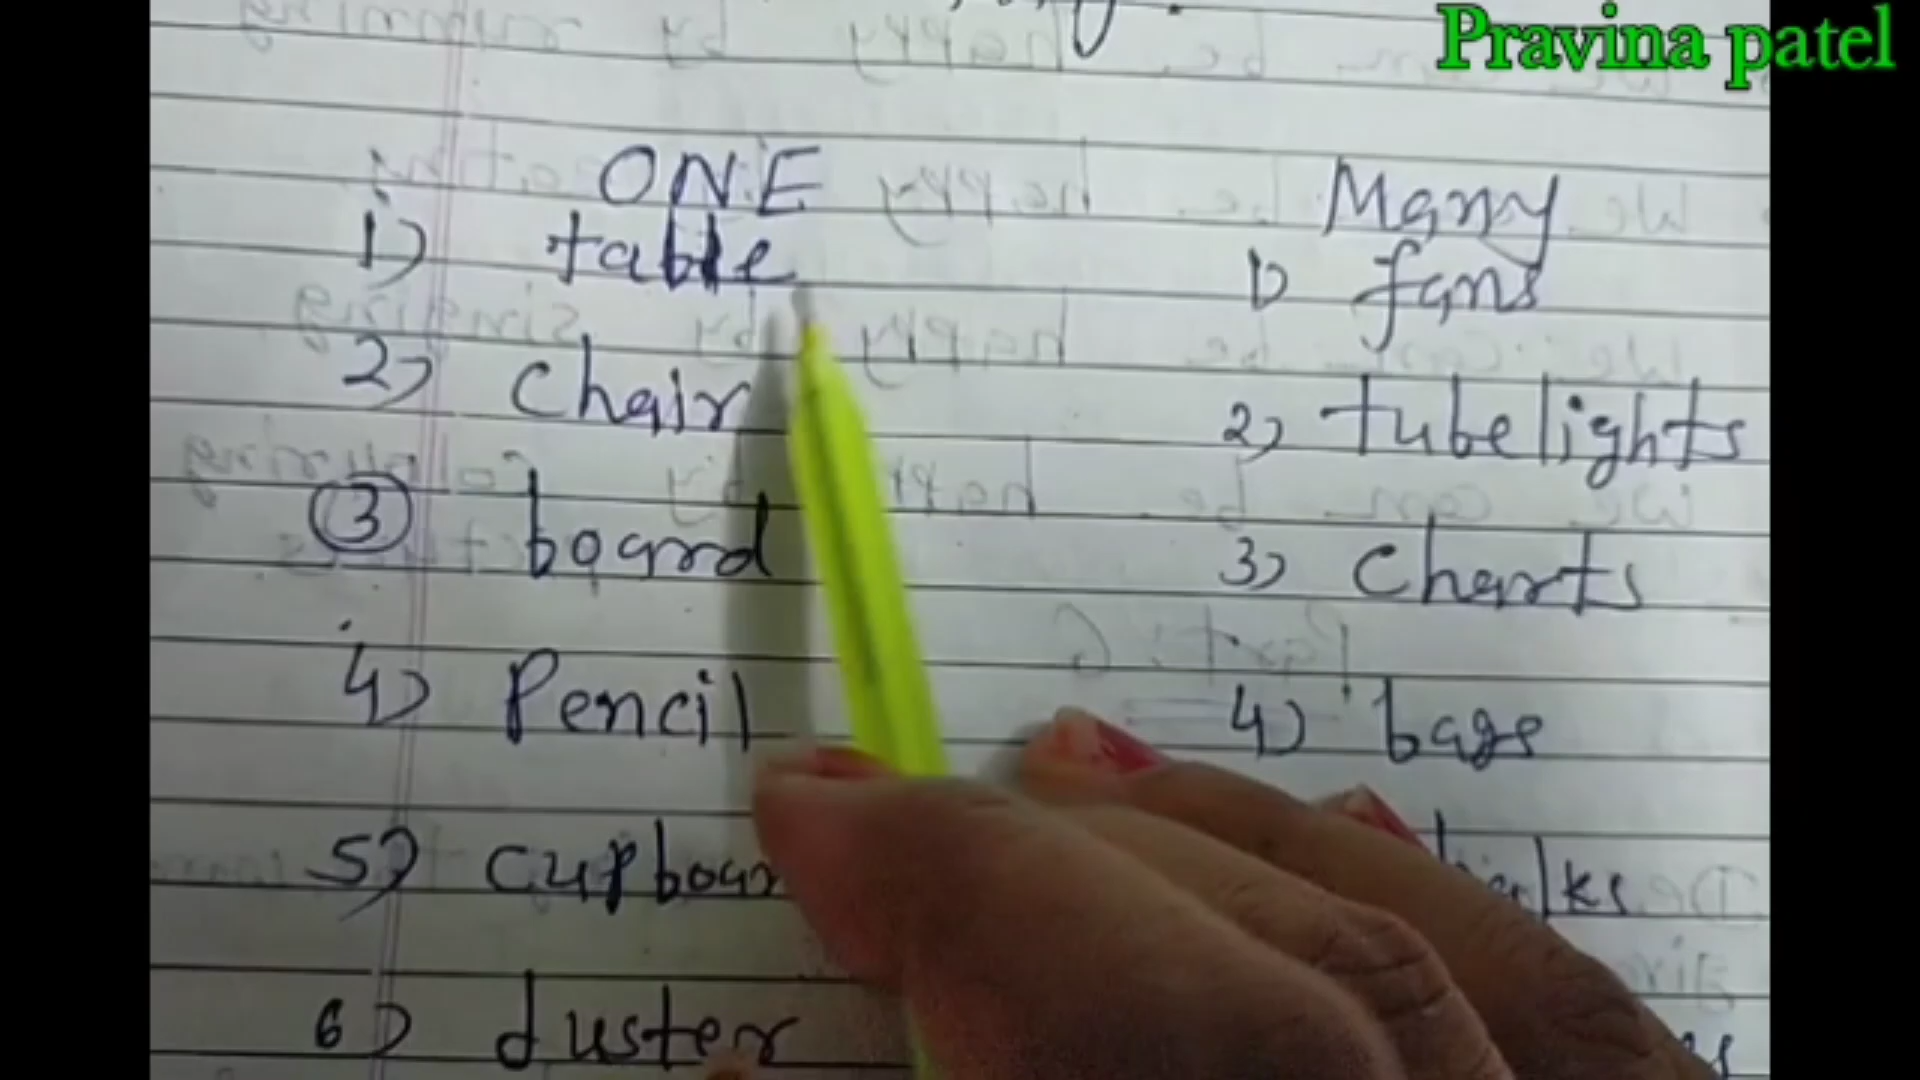 Pravina patel
ONE Many
1) table 1) fans
2) Chair 2) tubelights
3 board 3) Charts
4) Pencil 4) bags
5) cupboar
6) duster